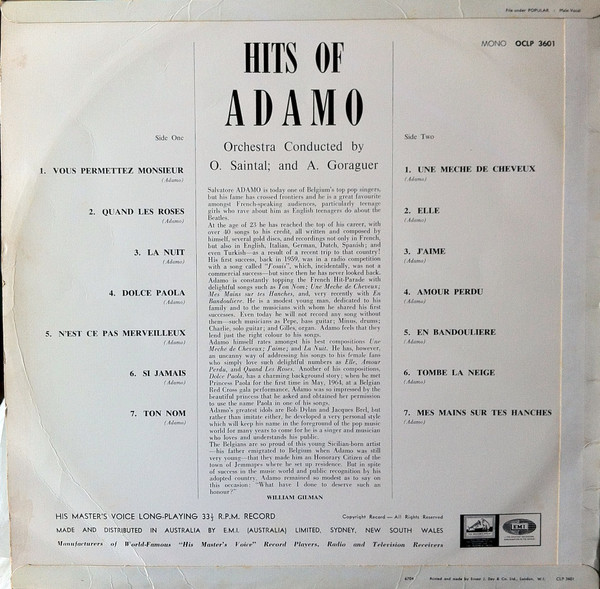 File under POPULAR : Male Vocal
MONO OCLP 3601
HITS OF
ADAMO
Orchestra Conducted by
O. Saintal; and A. Goraguer
Side One
1. VOUS PERMETTEZ MONSIEUR
(Adamo)
2. QUAND LES ROSES
(Adamo)
3. LA NUIT
(Adamo)
4. DOLCE PAOLA
(Adamo)
5. N'EST CE PAS MERVEILLEUX
(Adamo)
6. SI JAMAIS
(Adamo)
7. TON NOM
(Adamo)
Salvatore ADAMO is today one of Belgium's top pop singers,
but his fame has crossed frontiers and he is a great favourite
amongst French-speaking audiences, particularly teenage
girls who rave about him as English teenagers do about the
Beatles.
At the age of 23 he has reached the top of his career, with
over 40 songs to his credit, all written and composed by
himself, several gold discs, and recordings not only in French,
but also in English, Italian, German, Dutch, Spanish; and
even Turkish—as a result of a recent trip to that country!
His first success, back in 1959, was in a radio competition
with a song called "Jesuis", which, incidentally, was not a
commercial success—but since then he has never looked back.
Adamo is constantly topping the French Hit-Parade with
delightful songs such as Ton Nom; Une Meche de Cheveux;
Mes Mains sur tes Hanches, and, very recently with En
Bandouliere. He is a modest young man, dedicated to his
family and to the musicians with whom he shared his first
successes. Even today he will not record any song without
them—such musicians as Pepe, bass guitar; Minus, drums;
Charlie, solo guitar; and Gilles, organ. Adamo feels that they
lend just the right colour to his songs.
Adamo himself rates amongst his best compositions Une
Meche de Cheveux; J'aime; and La Nuit. He has, however,
an uncanny way of addressing his songs to his female fans
who simply love such delightful numbers as Elle, Amour
Perdu, and Quand Les Roses. Another of his compositions,
Dolce Paola, has a charming background story; when he met
Princess Paola for the first time in May, 1964, at a Belgian
Red Cross gala performance, Adamo was so impressed by the
beautiful princess that he asked and obtained her permission
to use the name Paola in one of his songs.
Adamo's greatest idols are Bob Dylan and Jacques Brel, but
rather than imitate either, he developed a very personal style
which will keep his name in the foreground of the pop music
world for many years to come for he is a singer and musician
who loves and understands his public.
The Belgians are so proud of this young Sicilian-born artist
—his father emigrated to Belgium when Adamo was still
very young—that they made him an Honorary Citizen of the
town of Jemmapes where he set up residence. But in spite
of success in the music world and public recognition by his
adopted country, Adamo remained so modest as to say on
this occasion: "What have I done to deserve such an
honour?"
WILLIAM GILMAN
Side Two
1. UNE MECHE DE CHEVEUX
(Adamo)
2. ELLE
(Adamo)
3. J'AIME
(Adamo)
4. AMOUR PERDU
(Adamo)
5. EN BANDOULIERE
(Adamo)
6. TOMBE LA NEIGE
(Adamo)
7. MES MAINS SUR TES HANCHES
(Adamo)
HIS MASTER'S VOICE LONG-PLAYING 33⅓ R.P.M. RECORD
Copyright Record — All Rights Reserved
MADE AND DISTRIBUTED IN AUSTRALIA BY E.M.I. (AUSTRALIA) LIMITED, SYDNEY, NEW SOUTH WALES
Manufacturers of World-Famous "His Master's Voice" Record Players, Radio and Television Receivers
EMI
Printed and made by Ernest J. Day & Co. Ltd., London, W.1. CLP 3601